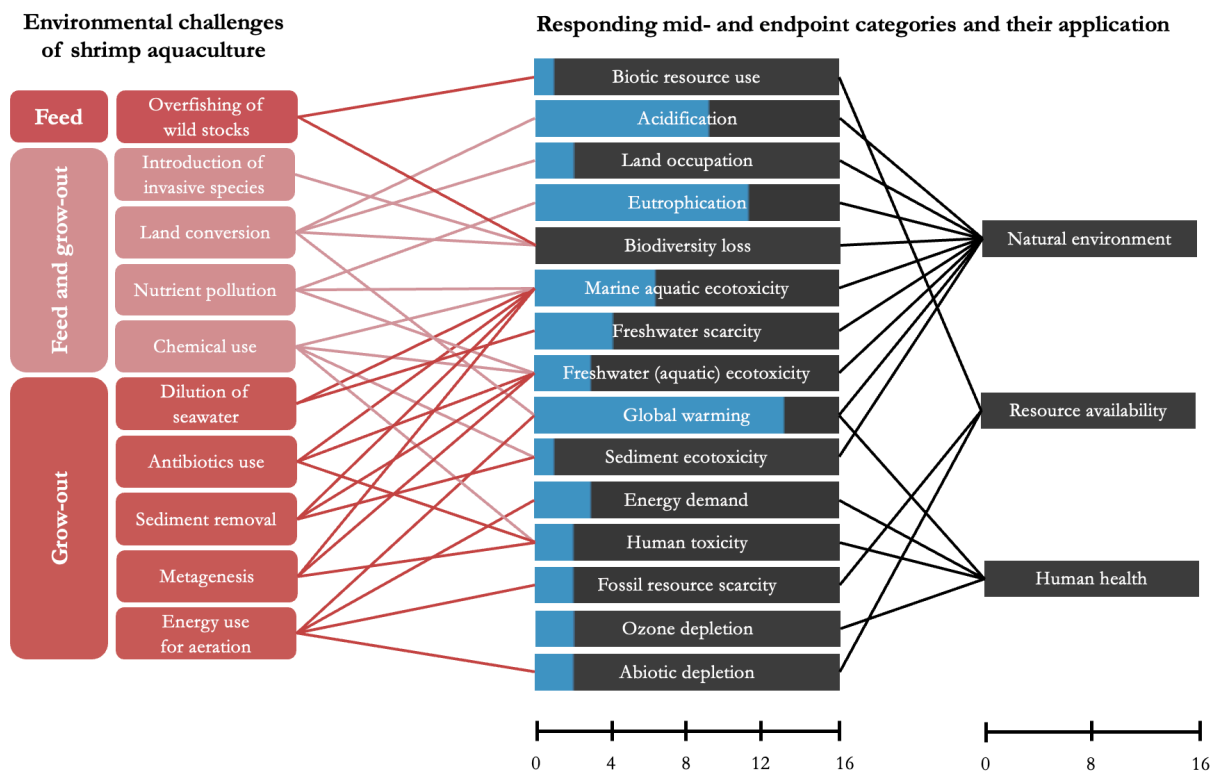 Environmental challenges
of shrimp aquaculture
Responding mid- and endpoint categories and their application
Feed
Overfishing of
wild stocks
Feed and grow-out
Introduction of
invasive species
Land conversion
Nutrient pollution
Chemical use
Grow-out
Dilution of
seawater
Antibiotics use
Sediment removal
Metagenesis
Energy use
for aeration
Biotic resource use
Acidification
Land occupation
Eutrophication
Biodiversity loss
Marine aquatic ecotoxicity
Freshwater scarcity
Freshwater (aquatic) ecotoxicity
Global warming
Sediment ecotoxicity
Energy demand
Human toxicity
Fossil resource scarcity
Ozone depletion
Abiotic depletion
0 4 8 12 16
Natural environment
Resource availability
Human health
0 8 16